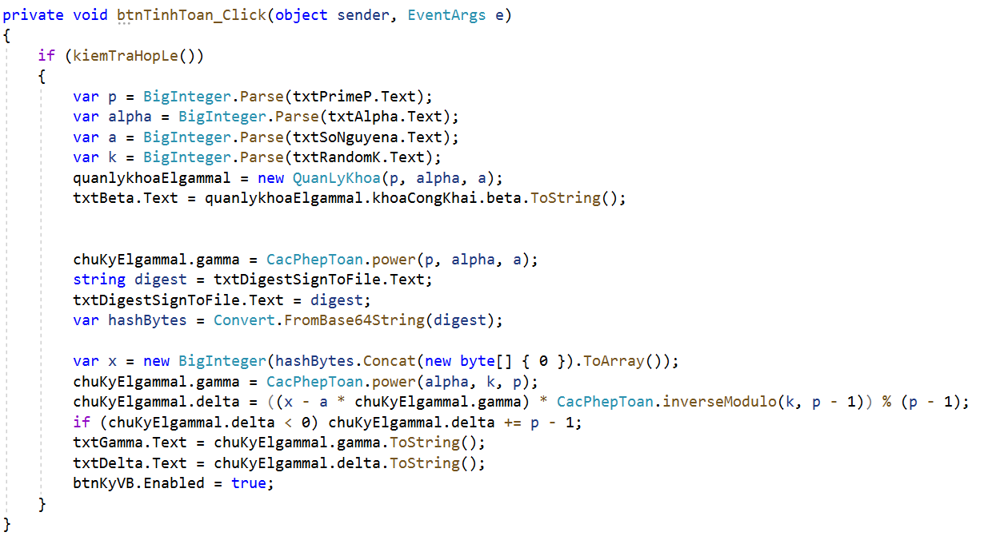 private void btnTinhToan_Click(object sender, EventArgs e)
{
    if (kiemTraHopLe())
    {
        var p = BigInteger.Parse(txtPrimeP.Text);
        var alpha = BigInteger.Parse(txtAlpha.Text);
        var a = BigInteger.Parse(txtSoNguyena.Text);
        var k = BigInteger.Parse(txtRandomK.Text);
        quanlykhoaElgammal = new QuanLyKhoa(p, alpha, a);
        txtBeta.Text = quanlykhoaElgammal.khoaCongKhai.beta.ToString();
        chuKyElgammal.gamma = CacPhepToan.power(p, alpha, a);
        string digest = txtDigestSignToFile.Text;
        txtDigestSignToFile.Text = digest;
        var hashBytes = Convert.FromBase64String(digest);
        var x = new BigInteger(hashBytes.Concat(new byte[] { 0 }).ToArray());
        chuKyElgammal.gamma = CacPhepToan.power(alpha, k, p);
        chuKyElgammal.delta = ((x - a * chuKyElgammal.gamma) * CacPhepToan.inverseModulo(k, p - 1)) % (p - 1);
        if (chuKyElgammal.delta < 0) chuKyElgammal.delta += p - 1;
        txtGamma.Text = chuKyElgammal.gamma.ToString();
        txtDelta.Text = chuKyElgammal.delta.ToString();
        btnKyVB.Enabled = true;
    }
}